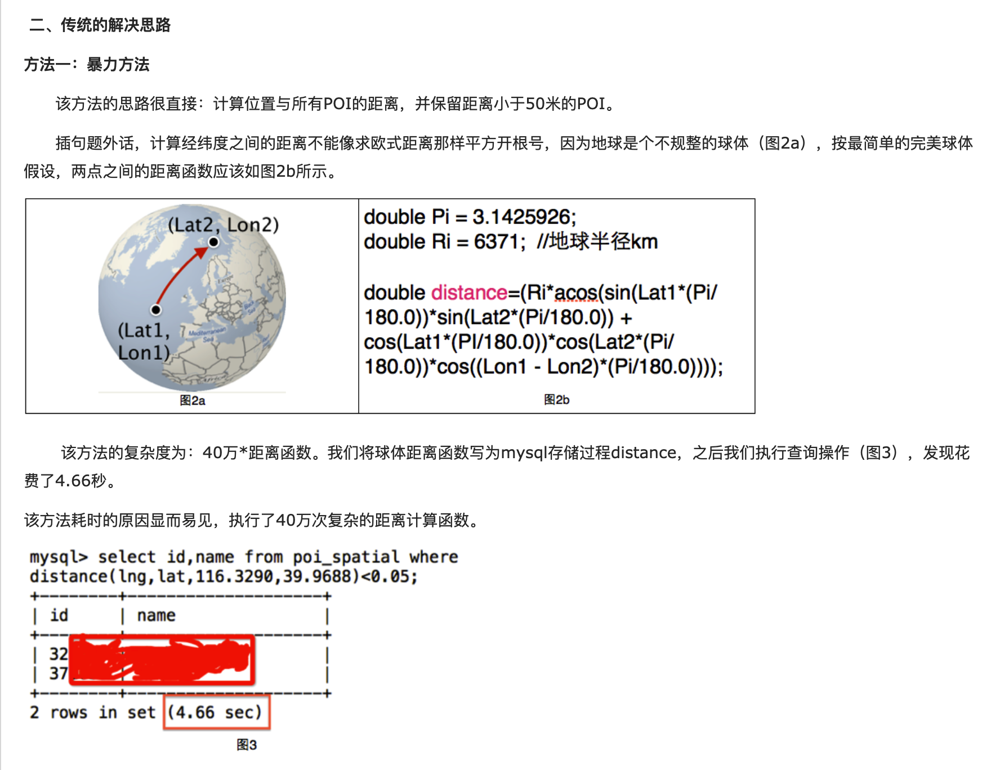 二、传统的解决思路
方法一：暴力方法
该方法的思路很直接：计算位置与所有POI的距离，并保留距离小于50米的POI。
插句题外话，计算经纬度之间的距离不能像求欧式距离那样平方开根号，因为地球是个不规整的球体（图2a），按最简单的完美球体
假设，两点之间的距离函数应该如图2b所示。
(Lat2, Lon2)
Europe
Black
Sea
(Lat1,
Lon1)
Mediterranean
Sea
Africa
图2a
double Pi = 3.1425926;
double Ri = 6371; //地球半径km
double distance=(Ri*acos(sin(Lat1*(Pi/
180.0))*sin(Lat2*(Pi/180.0)) +
cos(Lat1*(PI/180.0))*cos(Lat2*(Pi/
180.0))*cos((Lon1 - Lon2)*(Pi/180.0))));
图2b
该方法的复杂度为：40万*距离函数。我们将球体距离函数写为mysql存储过程distance，之后我们执行查询操作（图3），发现花
费了4.66秒。
该方法耗时的原因显而易见，执行了40万次复杂的距离计算函数。
mysql> select id,name from poi_spatial where
distance(lng,lat,116.3290,39.9688)<0.05;
+--------+--------------------+
| id | name |
+--------+--------------------+
| 32 |
| 37 |
+--------+--------------------+
2 rows in set (4.66 sec)
图3